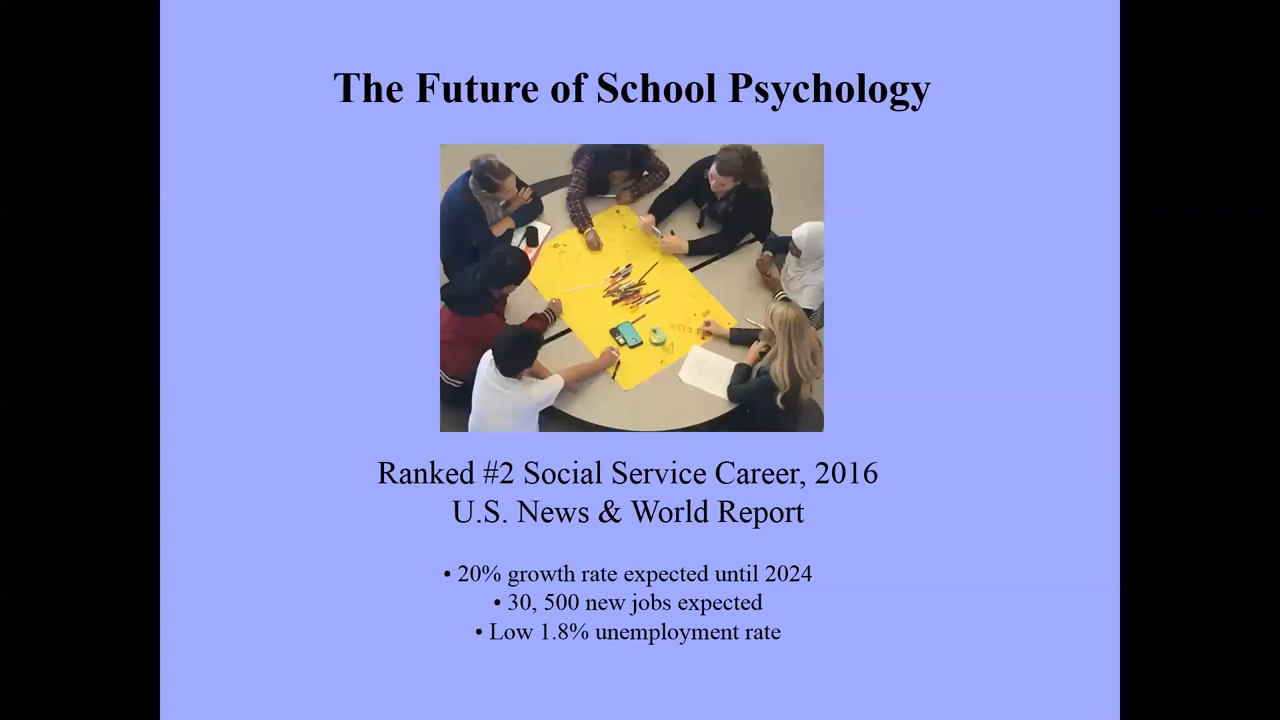 The Future of School Psychology
Ranked #2 Social Service Career, 2016
U.S. News & World Report
• 20% growth rate expected until 2024
• 30, 500 new jobs expected
• Low 1.8% unemployment rate